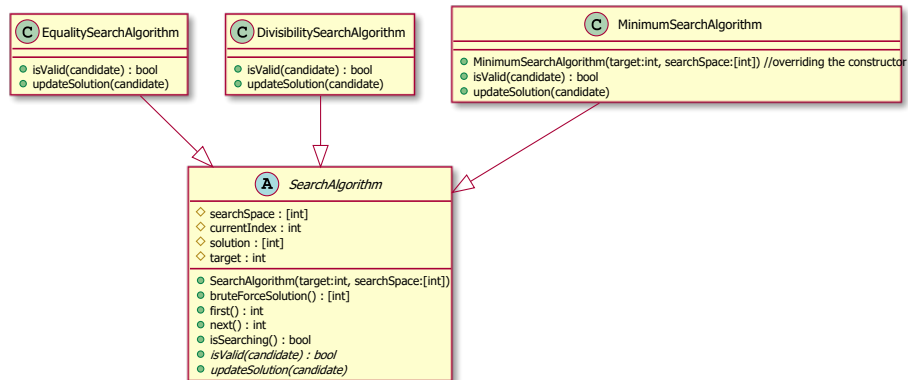 C EqualitySearchAlgorithm
isValid(candidate) : bool
updateSolution(candidate)
C DivisibilitySearchAlgorithm
isValid(candidate) : bool
updateSolution(candidate)
C MinimumSearchAlgorithm
MinimumSearchAlgorithm(target:int, searchSpace:[int]) //overriding the constructor
isValid(candidate) : bool
updateSolution(candidate)
A SearchAlgorithm
searchSpace : [int]
currentIndex : int
solution : [int]
target : int
SearchAlgorithm(target:int, searchSpace:[int])
bruteForceSolution() : [int]
first() : int
next() : int
isSearching() : bool
isValid(candidate) : bool
updateSolution(candidate)